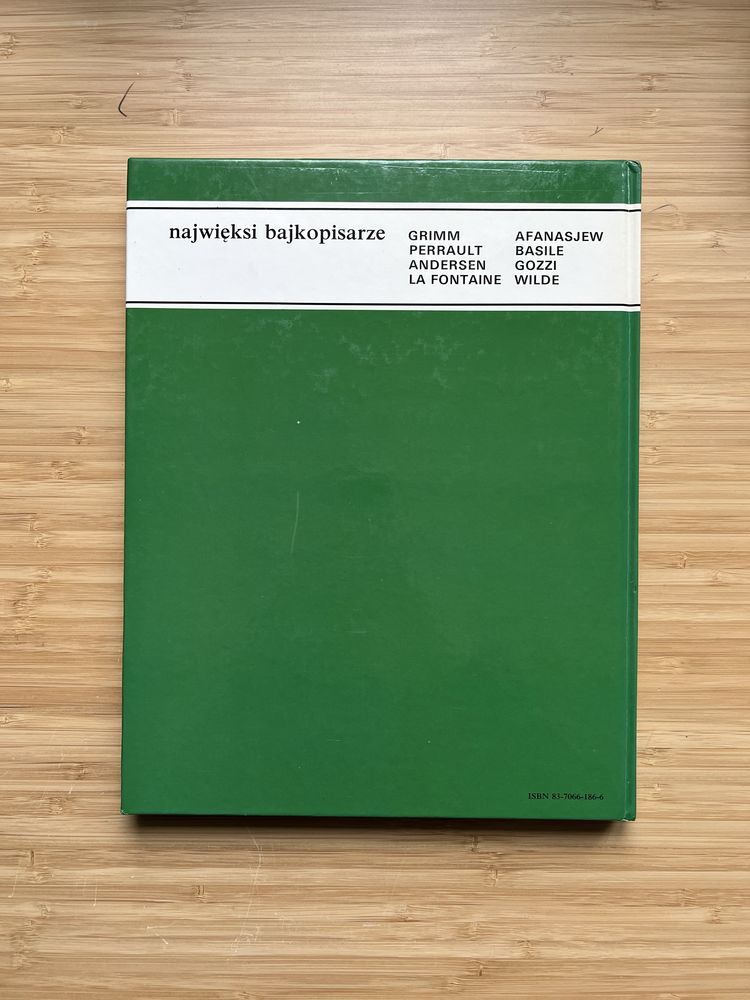 największi bajkopisarze
GRIMM
PERRAULT
ANDERSEN
LA FONTAINE
AFANASJEW
BASILE
GOZZI
WILDE
ISBN 83-7066-186-6